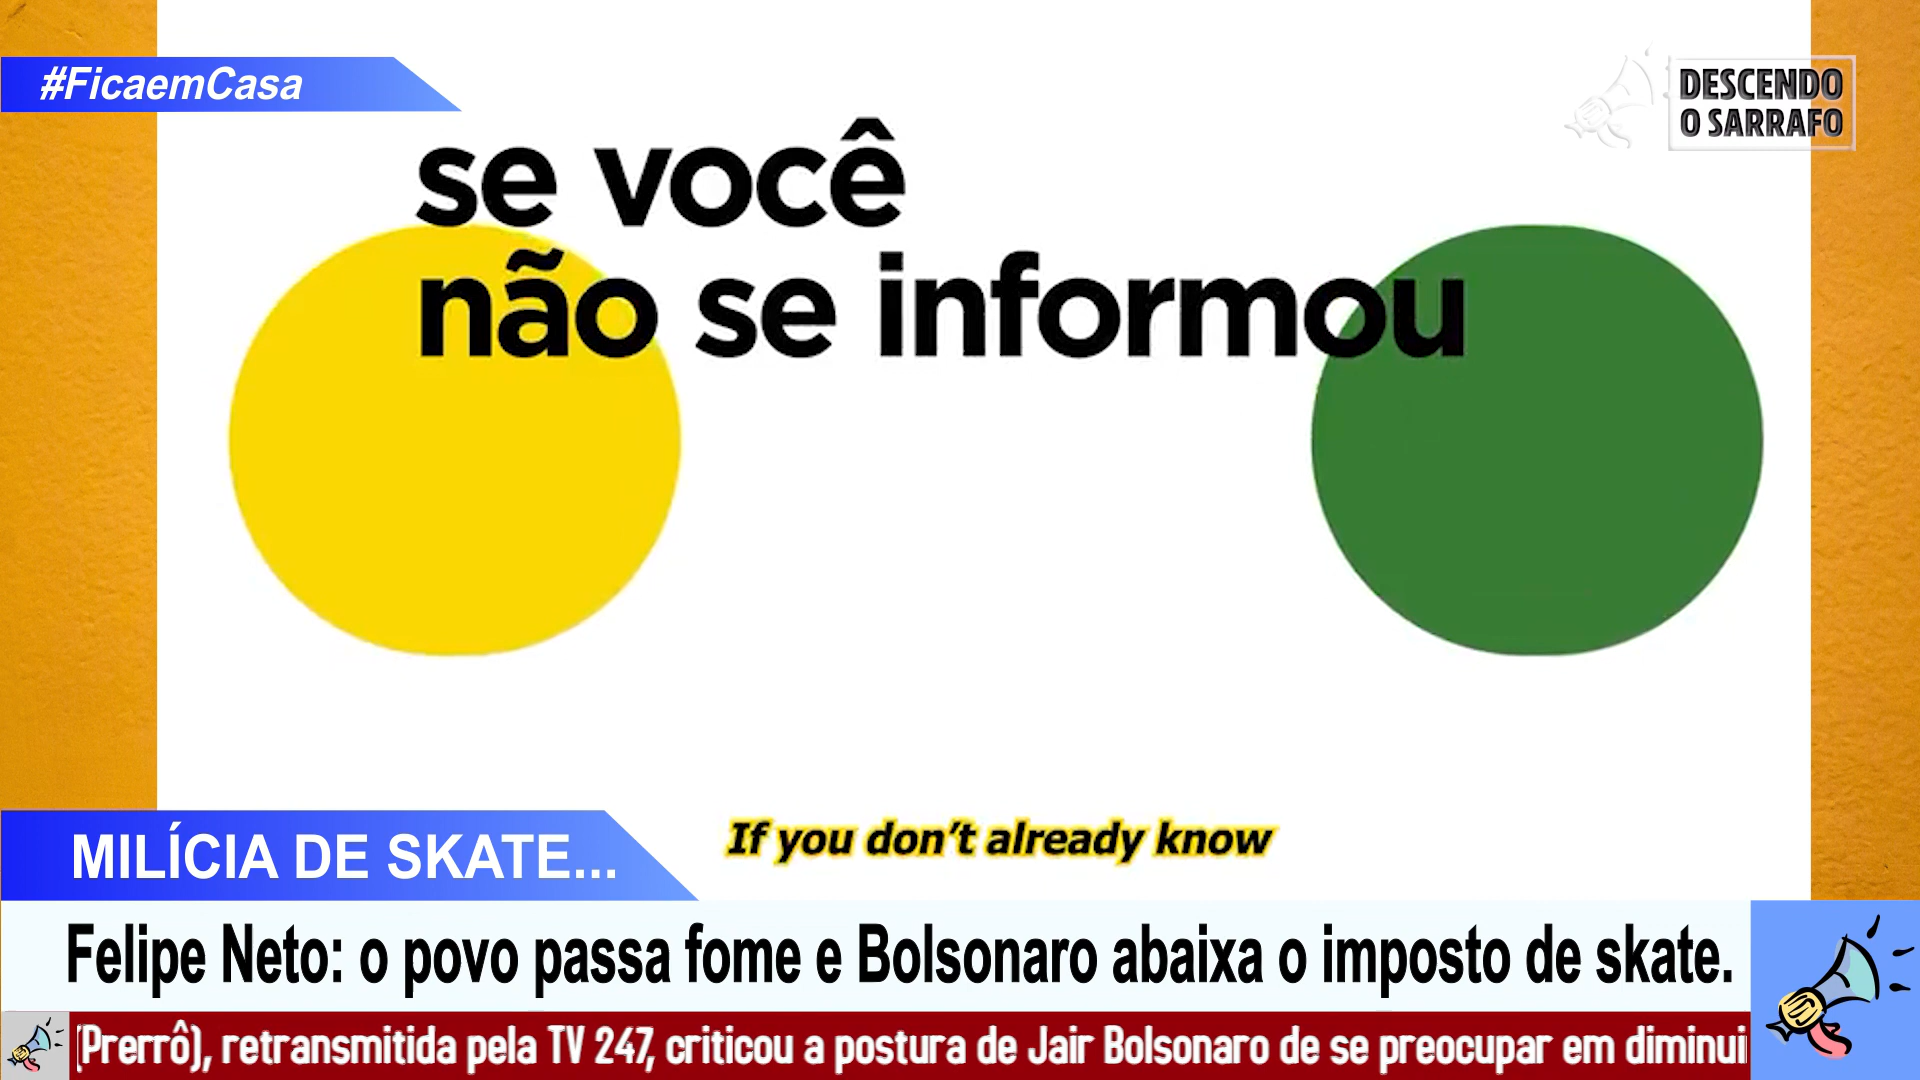 #FicaemCasa
DESCENDO
O SARRAFO
se você
não se informou
If you don't already know
MILÍCIA DE SKATE...
Felipe Neto: o povo passa fome e Bolsonaro abaixa o imposto de skate.
(Prerrô), retransmitida pela TV 247, criticou a postura de Jair Bolsonaro de se preocupar em diminui